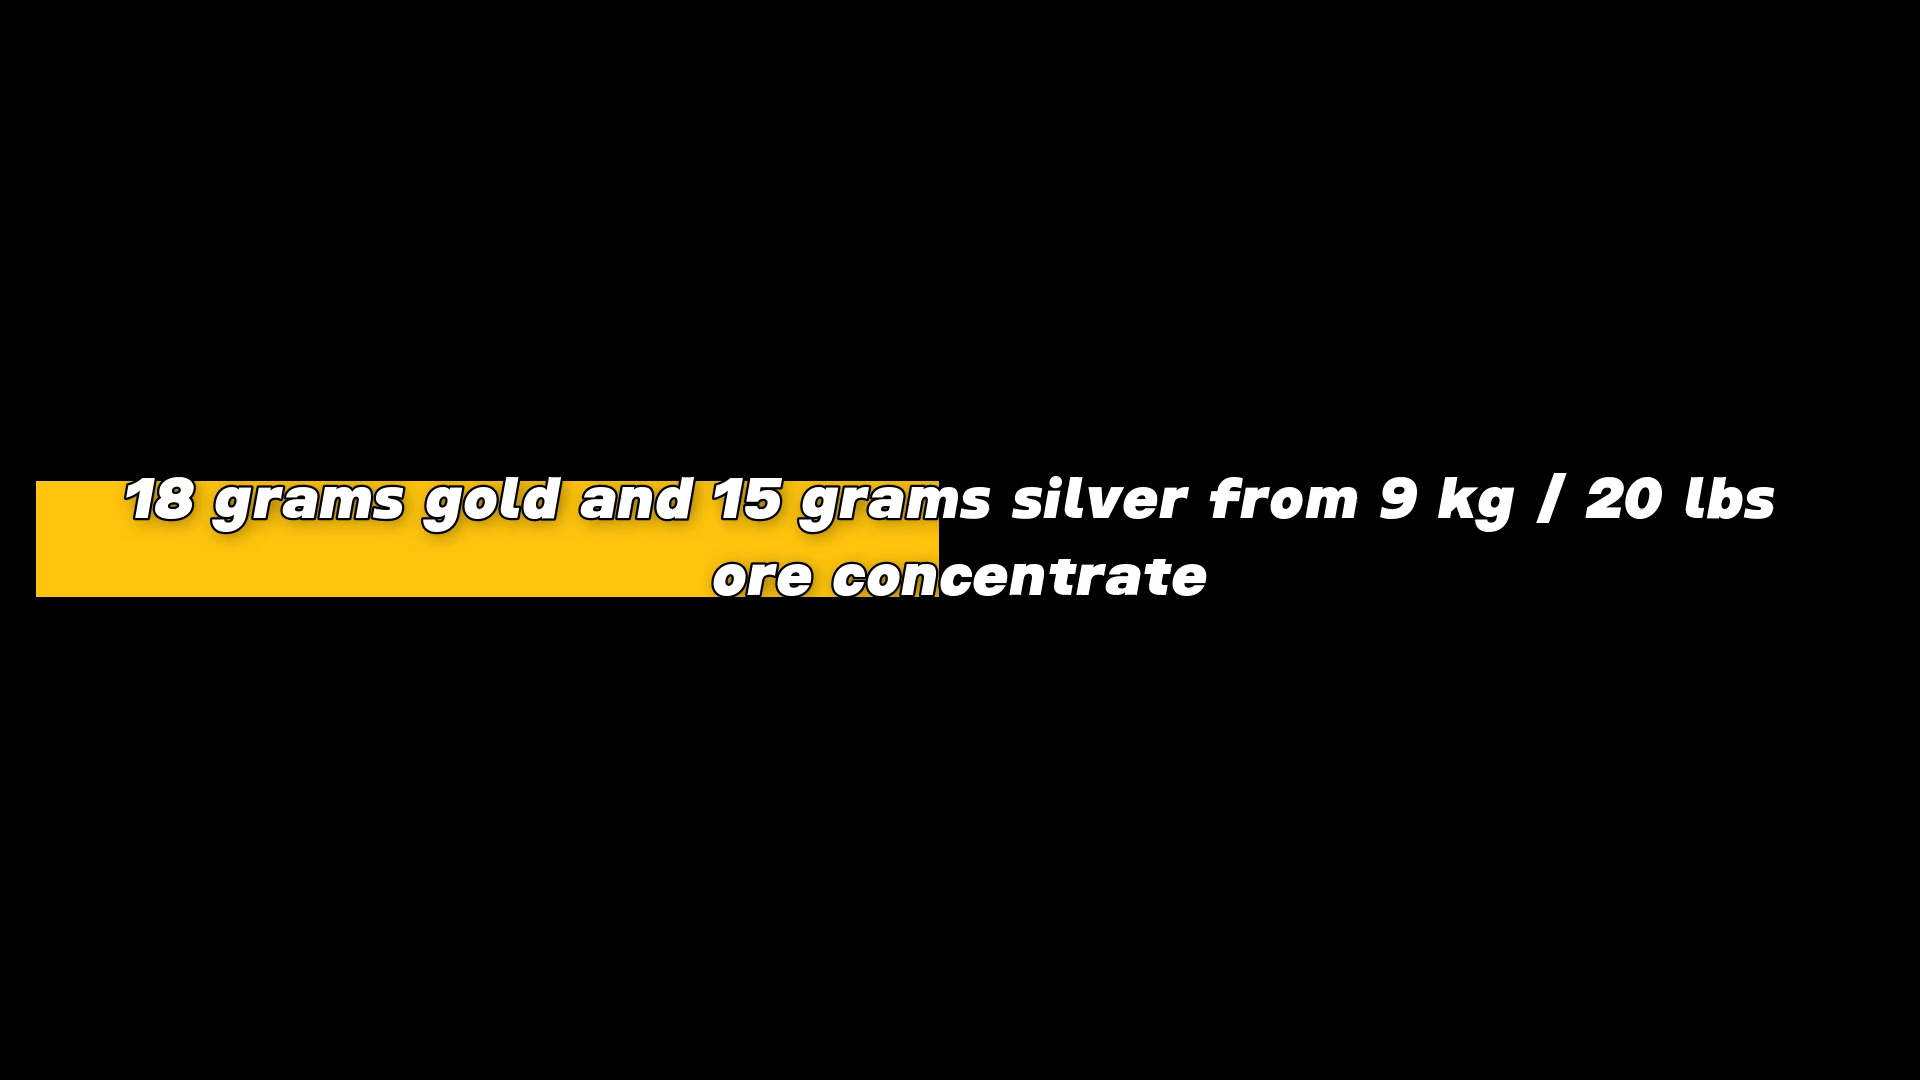 18 grams gold and 15 grams silver from 9 kg / 20 lbs
ore concentrate